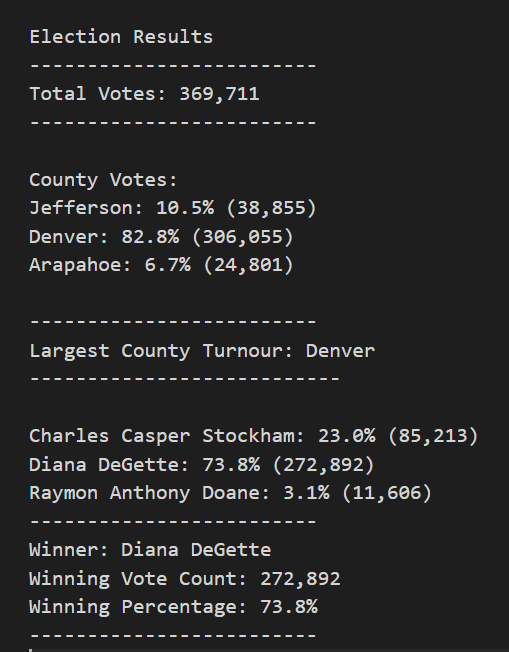 Election Results
-------------------------
Total Votes: 369,711
-------------------------
County Votes:
Jefferson: 10.5% (38,855)
Denver: 82.8% (306,055)
Arapahoe: 6.7% (24,801)
-------------------------
Largest County Turnour: Denver
---------------------------
Charles Casper Stockham: 23.0% (85,213)
Diana DeGette: 73.8% (272,892)
Raymon Anthony Doane: 3.1% (11,606)
-------------------------
Winner: Diana DeGette
Winning Vote Count: 272,892
Winning Percentage: 73.8%
-------------------------